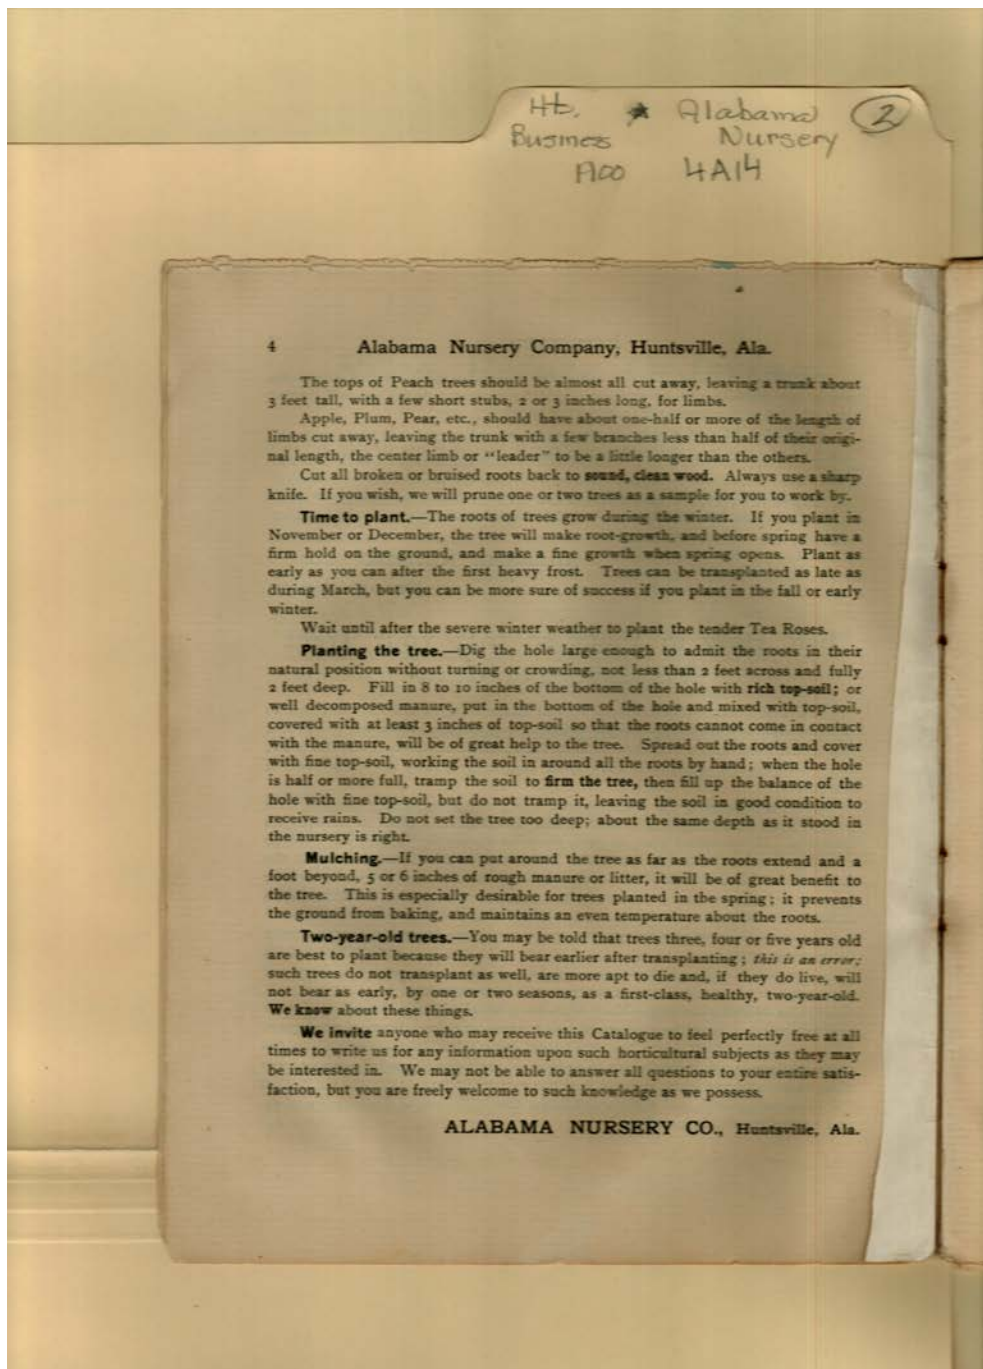 Ht. ★ Alabama 2
Busmess Nursery
A00 4A14
4 Alabama Nursery Company, Huntsville, Ala.
The tops of Peach trees should be almost all cut away, leaving a trunk about
3 feet tall, with a few short stubs, 2 or 3 inches long, for limbs.
Apple, Plum, Pear, etc., should have about one-half or more of the length of
limbs cut away, leaving the trunk with a few branches less than half of their origi-
nal length, the center limb or "leader" to be a little longer than the others.
Cut all broken or bruised roots back to sound, clean wood. Always use a sharp
knife. If you wish, we will prune one or two trees as a sample for you to work by.
Time to plant.—The roots of trees grow during the winter. If you plant in
November or December, the tree will make root-growth, and before spring have a
firm hold on the ground, and make a fine growth when spring opens. Plant as
early as you can after the first heavy frost. Trees can be transplanted as late as
during March, but you can be more sure of success if you plant in the fall or early
winter.
Wait until after the severe winter weather to plant the tender Tea Roses.
Planting the tree.—Dig the hole large enough to admit the roots in their
natural position without turning or crowding, not less than 2 feet across and fully
2 feet deep. Fill in 8 to 10 inches of the bottom of the hole with rich top-soil; or
well decomposed manure, put in the bottom of the hole and mixed with top-soil,
covered with at least 3 inches of top-soil so that the roots cannot come in contact
with the manure, will be of great help to the tree. Spread out the roots and cover
with fine top-soil, working the soil in around all the roots by hand; when the hole
is half or more full, tramp the soil to firm the tree, then fill up the balance of the
hole with fine top-soil, but do not tramp it, leaving the soil in good condition to
receive rains. Do not set the tree too deep; about the same depth as it stood in
the nursery is right.
Mulching.—If you can put around the tree as far as the roots extend and a
foot beyond, 5 or 6 inches of rough manure or litter, it will be of great benefit to
the tree. This is especially desirable for trees planted in the spring; it prevents
the ground from baking, and maintains an even temperature about the roots.
Two-year-old trees.—You may be told that trees three, four or five years old
are best to plant because they will bear earlier after transplanting; this is an error;
such trees do not transplant as well, are more apt to die and, if they do live, will
not bear as early, by one or two seasons, as a first-class, healthy, two-year-old.
We know about these things.
We invite anyone who may receive this Catalogue to feel perfectly free at all
times to write us for any information upon such horticultural subjects as they may
be interested in. We may not be able to answer all questions to your entire satis-
faction, but you are freely welcome to such knowledge as we possess.
ALABAMA NURSERY CO., Huntsville, Ala.